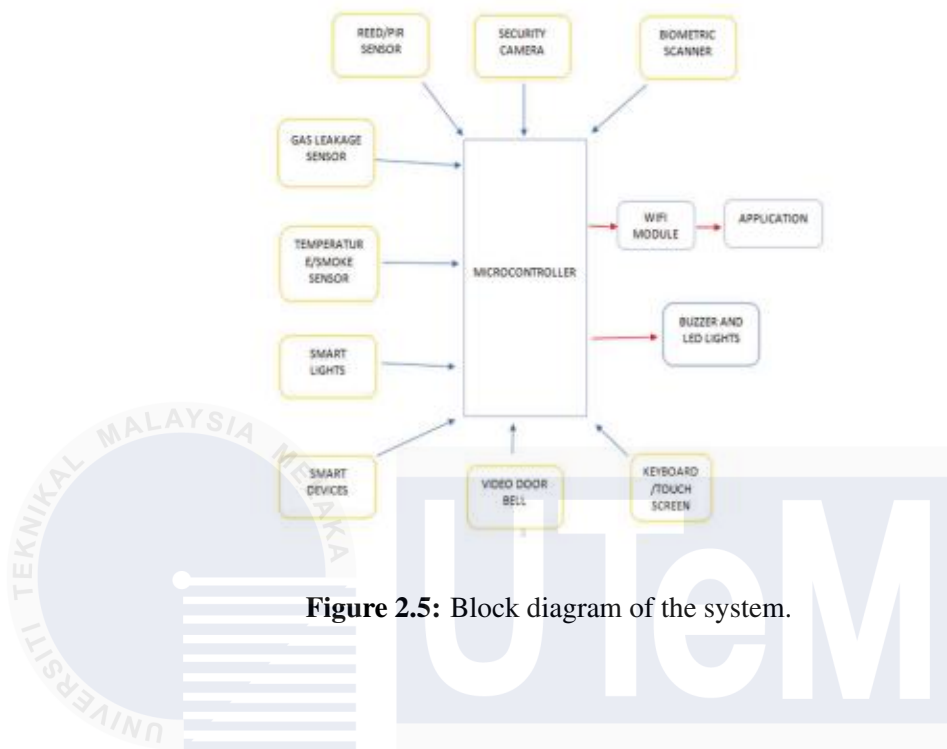 REED/PIR
SENSOR
SECURITY
CAMERA
BIOMETRIC
SCANNER
GAS LEAKAGE
SENSOR
WIFI
MODULE
APPLICATION
TEMPERATUR
E/SMOKE
SENSOR
MICROCONTROLLER
BUZZER AND
LED LIGHTS
SMART
LIGHTS
SMART
DEVICES
VIDEO DOOR
BELL
KEYBOARD
/TOUCH
SCREEN
Figure 2.5: Block diagram of the system.
UNIVERSITI TEKNIKAL MALAYSIA MELAKA
UTeM